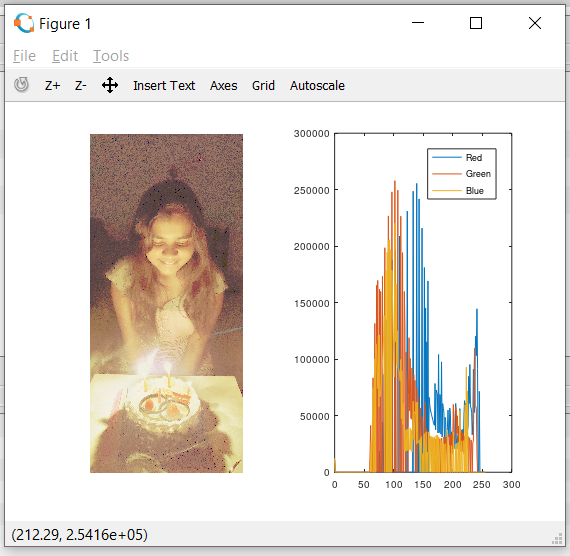 Figure 1
File Edit Tools
Z+ Z- Insert Text Axes Grid Autoscale
300000
250000
200000
150000
100000
50000
0
0 50 100 150 200 250 300
Red
Green
Blue
(212.29, 2.5416e+05)